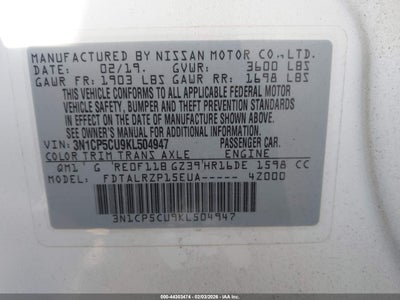 MANUFACTURED BY NISSAN MOTOR CO., LTD.
DATE: 02/19. GVWR: 3600 LBS
GAWR FR: 1903 LBS GAWR RR: 1698 LBS
THIS VEHICLE CONFORMS TO ALL APPLICABLE FEDERAL MOTOR
VEHICLE SAFETY, BUMPER AND THEFT PREVENTION STANDARDS
IN EFFECT ON THE DATE OF MANUFACTURE SHOWN ABOVE.
SEE OWNER'S MANUAL FOR ADDITIONAL INFORMATION.
VIN: 3N1CP5CU9KL504947 PASSENGER CAR.
COLOR TRIM TRANS AXLE ENGINE
QM1 G RE0F11B GZ39 HR16DE 1598 CC
MODEL: FDTALRZP15EUA----- 42000
3N1CP5CU9KL504947
000-44303474 - 02/03/2026 - IAA Global